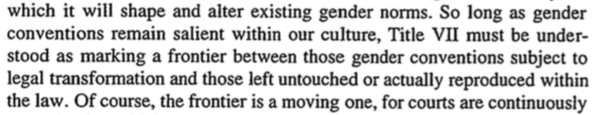 which it will shape and alter existing gender norms. So long as gender
conventions remain salient within our culture, Title VII must be under-
stood as marking a frontier between those gender conventions subject to
legal transformation and those left untouched or actually reproduced within
the law. Of course, the frontier is a moving one, for courts are continuously